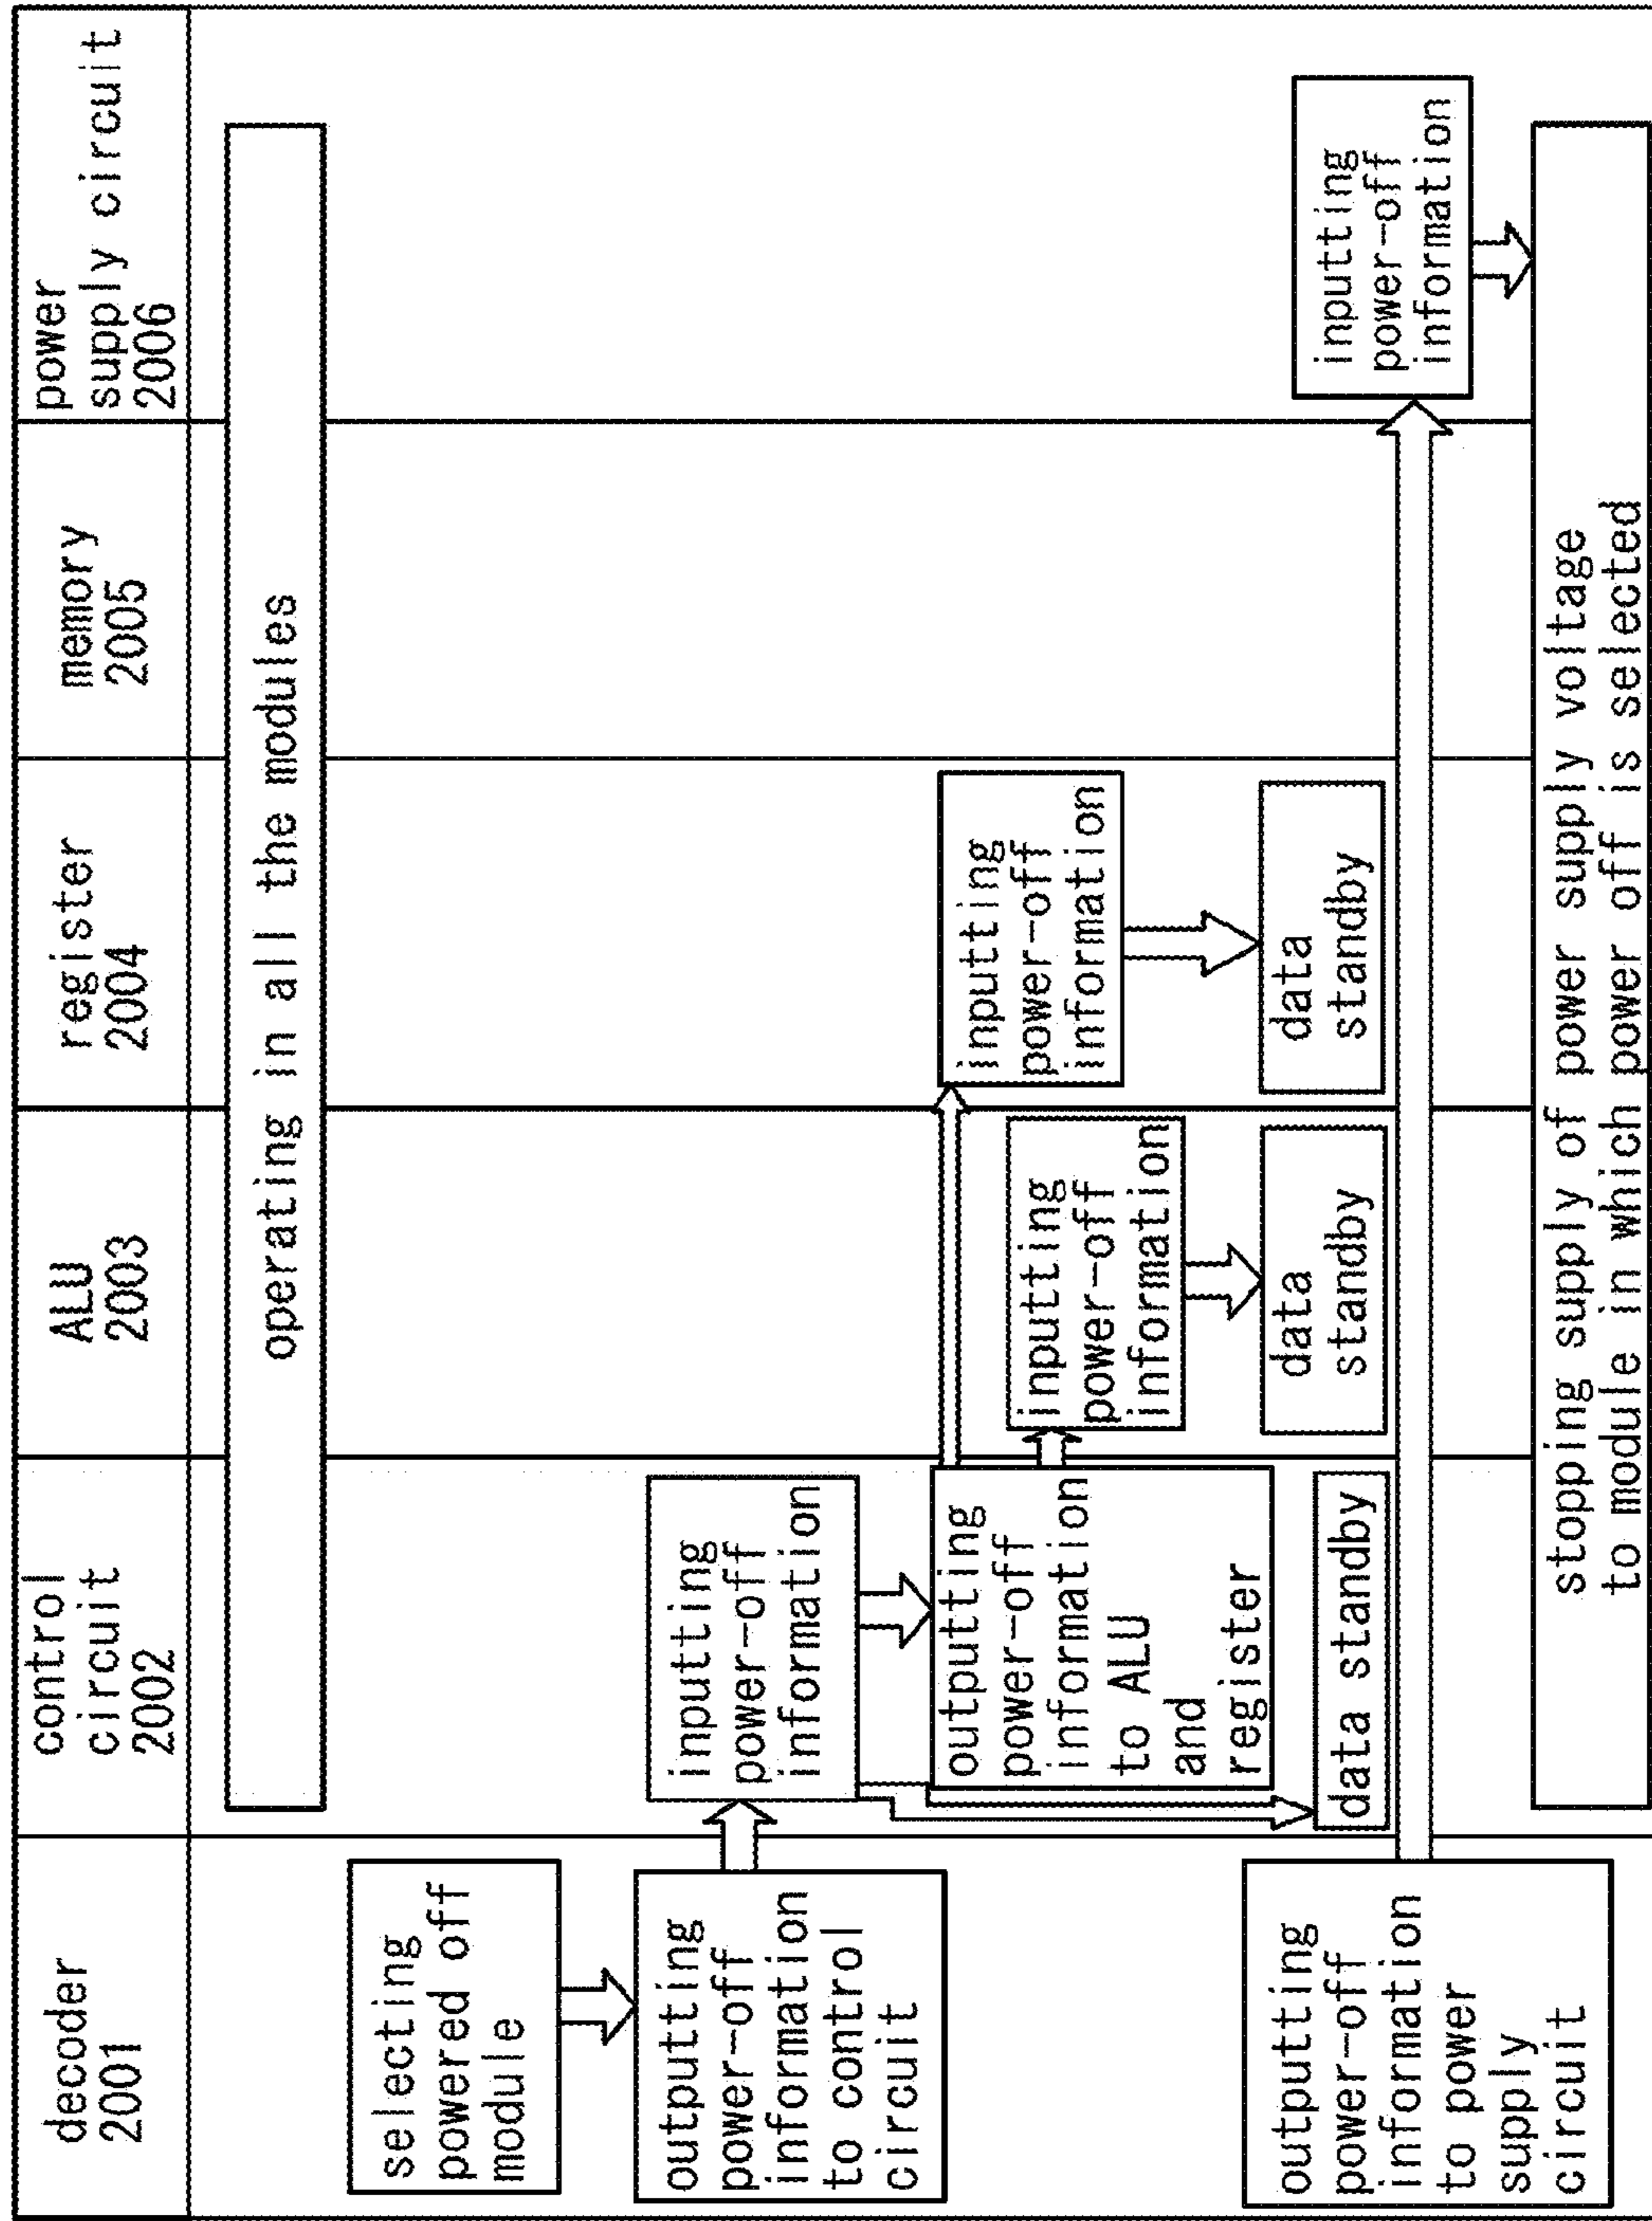 decoder
2001
control
circuit
2002
ALU
2003
register
2004
memory
2005
power
supply circuit
2006
operating in all the modules
selecting
powered off
module
outputting
power-off
information
to control
circuit
inputting
power-off
information
outputting
power-off
information
to ALU
and
register
inputting
power-off
information
inputting
power-off
information
data standby
data
standby
data
standby
outputting
power-off
information
to power
supply
circuit
inputting
power-off
information
stopping supply of power supply voltage
to module in which power off is selected